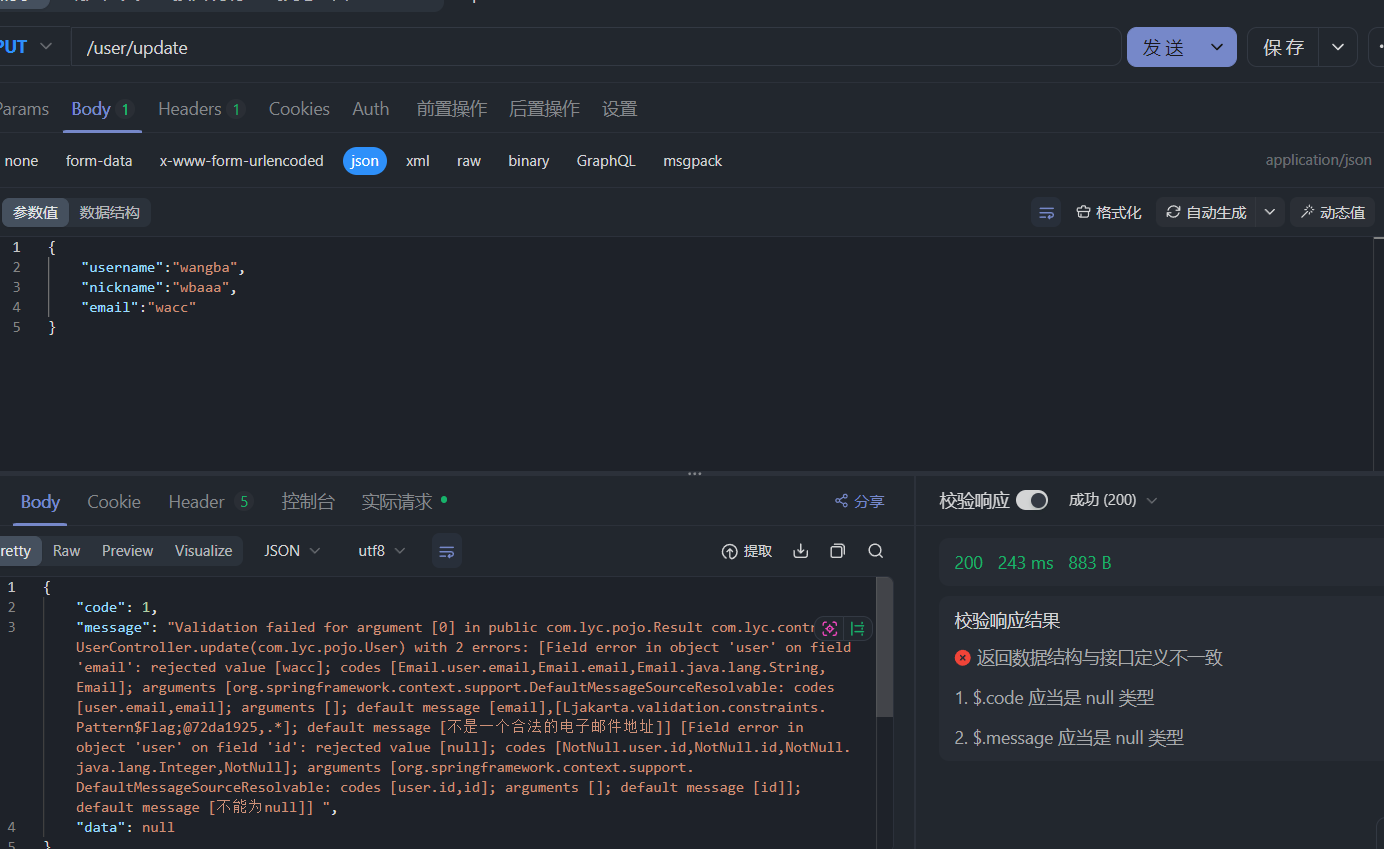 PUT
/user/update
发送
保存
Params
Body 1
Headers 1
Cookies
Auth
前置操作
后置操作
设置
none
form-data
x-www-form-urlencoded
json
xml
raw
binary
GraphQL
msgpack
application/json
参数值
数据结构
格式化
自动生成
动态值
1 {
2 "username":"wangba",
3 "nickname":"wbaaa",
4 "email":"wacc"
5 }
Body
Cookie
Header 5
控制台
实际请求
分享
校验响应
成功 (200)
retty
Raw
Preview
Visualize
JSON
utf8
提取
200 243 ms 883 B
1 {
2 "code": 1,
3 "message": "Validation failed for argument [0] in public com.lyc.pojo.Result com.lyc.contr
UserController.update(com.lyc.pojo.User) with 2 errors: [Field error in object 'user' on field
'email': rejected value [wacc]; codes [Email.user.email,Email.email,Email.java.lang.String,
Email]; arguments [org.springframework.context.support.DefaultMessageSourceResolvable: codes
[user.email,email]; arguments []; default message [email],[Ljakarta.validation.constraints.
Pattern$Flag;@72da1925,.*]; default message [不是一个合法的电子邮件地址]] [Field error in
object 'user' on field 'id': rejected value [null]; codes [NotNull.user.id,NotNull.id,NotNull.
java.lang.Integer,NotNull]; arguments [org.springframework.context.support.
DefaultMessageSourceResolvable: codes [user.id,id]; arguments []; default message [id]];
default message [不能为null]] ",
4 "data": null
5 }
校验响应结果
返回数据结构与接口定义不一致
1. $.code 应当是 null 类型
2. $.message 应当是 null 类型